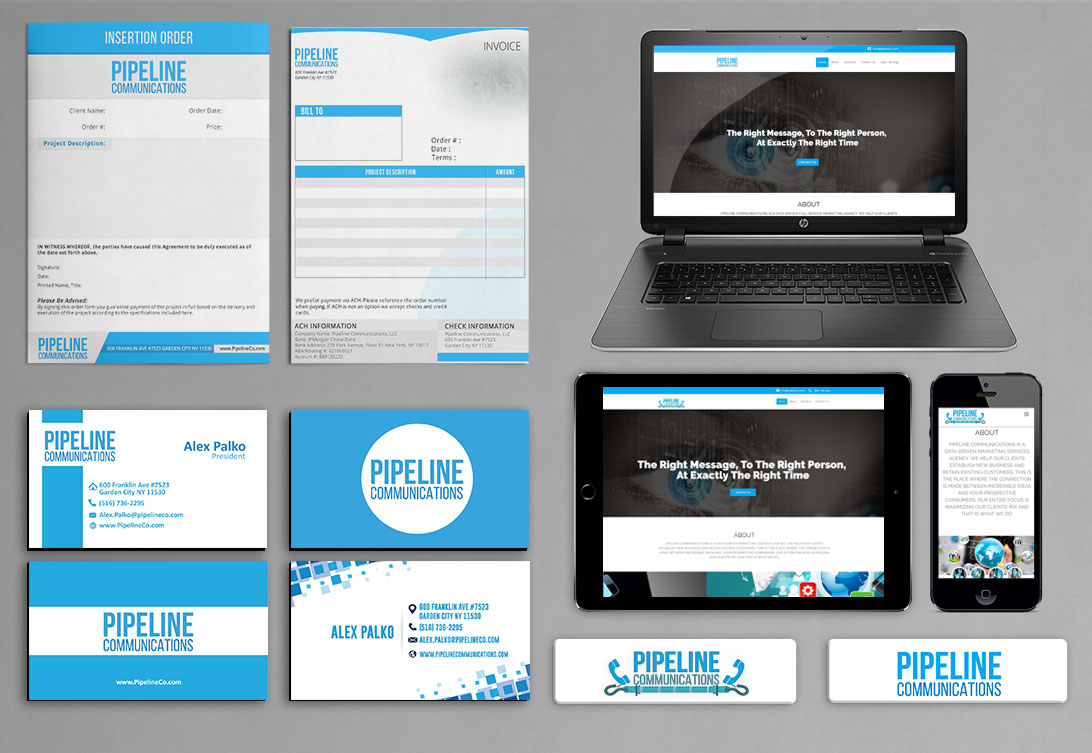 INSERTION ORDER
PIPELINE
COMMUNICATIONS
Client Name:
Order Date:
Order #:
Price:
Project Description:
IN WITNESS WHEREOF, the parties have caused this Agreement to be duly executed as of
the date set forth above.
Signature:
Date:
Printed Name, Title:
Please Be Advised:
By signing this order form you guarantee payment of the project in full based on the delivery and
execution of the project according to the specifications included here.
PIPELINE
COMMUNICATIONS
600 FRANKLIN AVE #7523 GARDEN CITY NY 11530
www.PipelineCo.com
INVOICE
PIPELINE
COMMUNICATIONS
600 Franklin Ave #7523
Garden City NY 11530
BILL TO
Order # :
Date :
Terms :
PROJECT DESCRIPTION
AMOUNT
We prefer payment via ACH. Please reference the order number
when paying. If ACH is not an option we accept checks and credit
cards.
ACH INFORMATION
Company Name: Pipeline Communications, LLC
Bank: JPMorgan Chase Bank
Bank Address: 270 Park Avenue, Floor 01 New York, NY 10017
ABA/Routing #: 021000021
CHECK INFORMATION
Pipeline Communications, LLC
600 Franklin Ave #7523
Garden City NY 11530
PIPELINE
COMMUNICATIONS
Home
The Right Message, To The Right Person,
At Exactly The Right Time
CONTACT US
ABOUT
PIPELINE COMMUNICATIONS IS A DATA DRIVEN FULL SERVICE MARKETING AGENCY. WE HELP OUR CLIENTS
hp
PIPELINE
COMMUNICATIONS
Alex Palko
President
600 Franklin Ave #7523
Garden City NY 11530
(516) 736-2295
Alex.Palko@pipelineco.com
www.PipelineCo.com
PIPELINE
COMMUNICATIONS
PIPELINE
COMMUNICATIONS
www.PipelineCo.com
ALEX PALKO
600 FRANKLIN AVE #7523
GARDEN CITY NY 11530
(516) 736-2295
ALEX.PALKO@PIPELINECO.COM
WWW.PIPELINECOMMUNICATIONS.COM
PIPELINE
COMMUNICATIONS
The Right Message, To The Right Person,
At Exactly The Right Time
CONTACT US
ABOUT
PIPELINE
COMMUNICATIONS
ABOUT
PIPELINE COMMUNICATIONS IS A
DATA-DRIVEN MARKETING SERVICES
AGENCY. WE HELP OUR CLIENTS
ESTABLISH NEW BUSINESS AND
RETAIN EXISTING CUSTOMERS. THIS IS
THE PLACE WHERE THE CONNECTION
IS MADE BETWEEN INCREDIBLE IDEAS
AND YOUR PROSPECTIVE
CONSUMERS. OUR ENTIRE FOCUS IS
MAXIMIZING OUR CLIENTS' ROI AND
THAT IS WHAT WE DO.
PIPELINE
COMMUNICATIONS
PIPELINE
COMMUNICATIONS